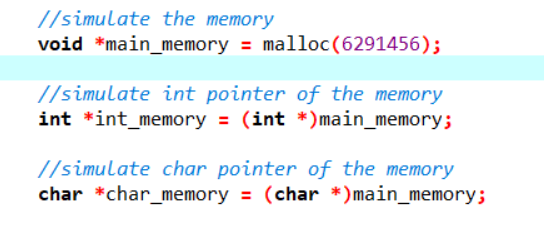 //simulate the memory
void *main_memory = malloc(6291456);
//simulate int pointer of the memory
int *int_memory = (int *)main_memory;
//simulate char pointer of the memory
char *char_memory = (char *)main_memory;